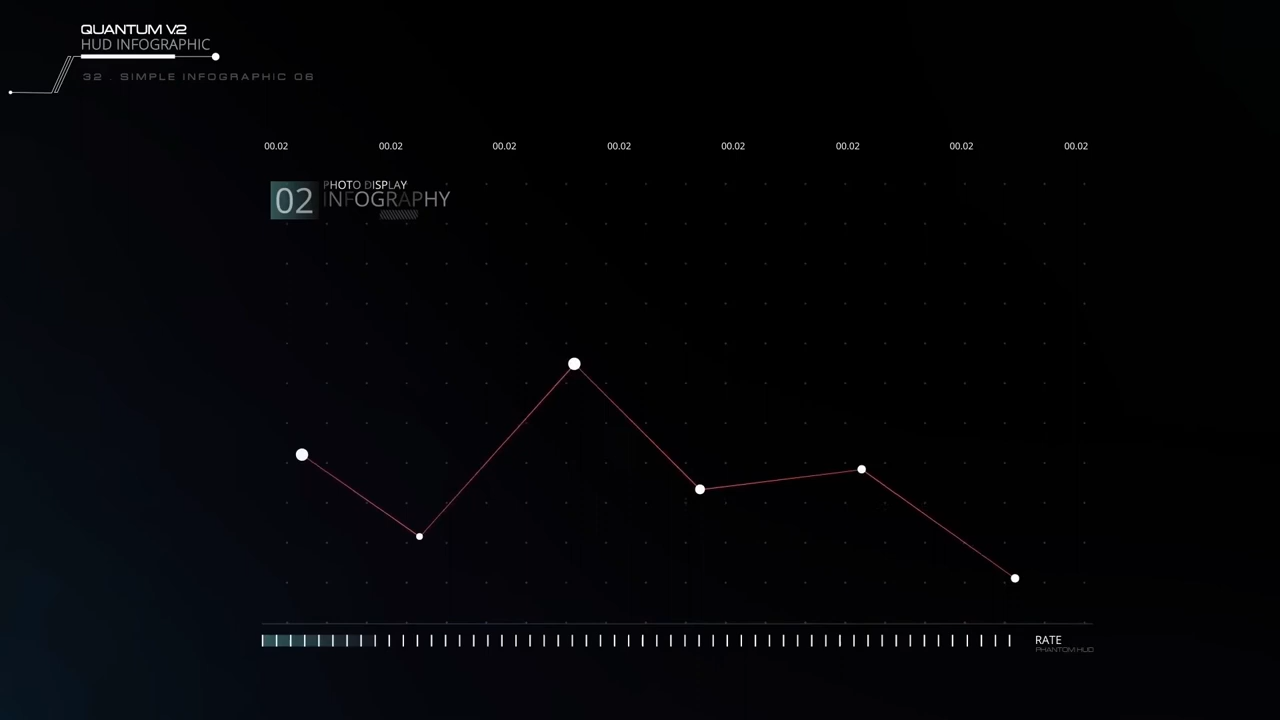 QUANTUM V.2
HUD INFOGRAPHIC
32 . SIMPLE INFOGRAPHIC 06
00.02 00.02 00.02 00.02 00.02 00.02 00.02 00.02
02 PHOTO DISPLAY
INFOGRAPHY
RATE
PHANTOM.HUD